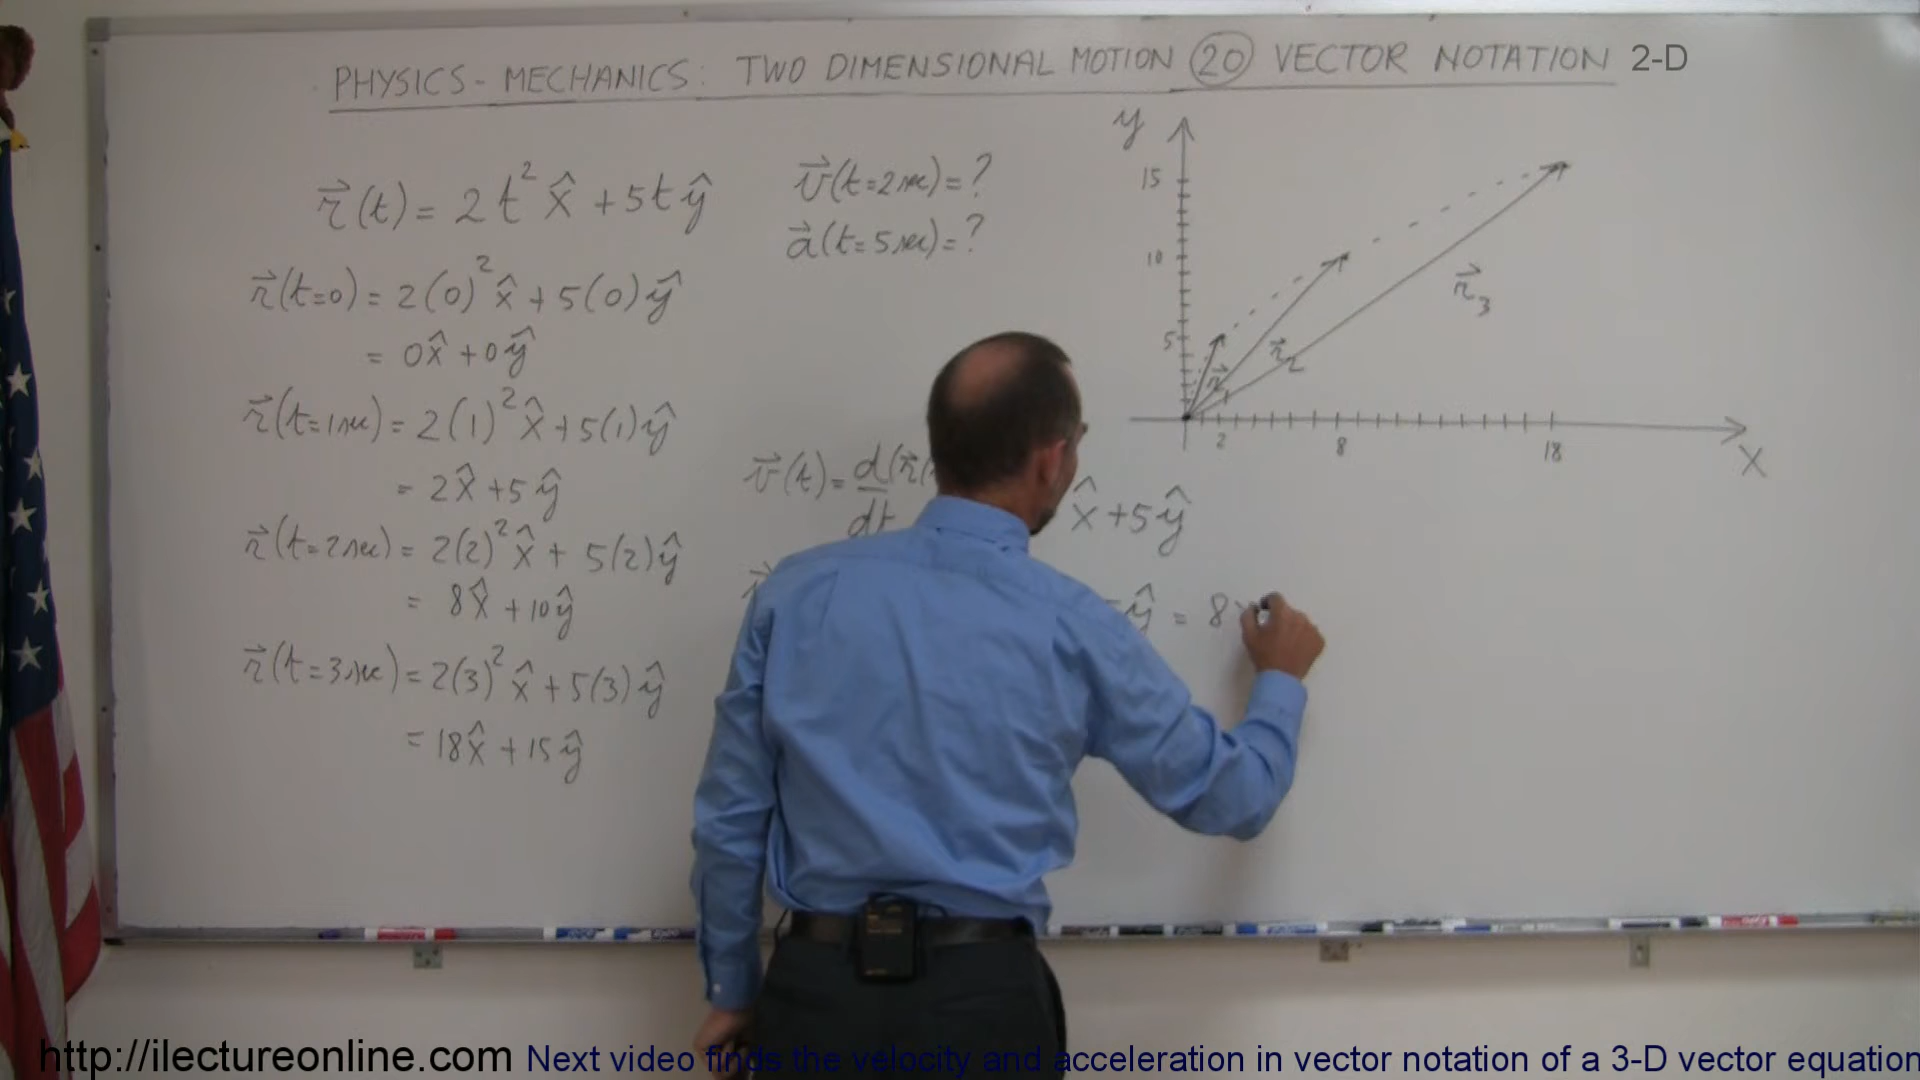 PHYSICS - MECHANICS: TWO DIMENSIONAL MOTION 20 VECTOR NOTATION 2-D
r⃗(t) = 2t² x̂ + 5t ŷ
v⃗(t=2sec) = ?
a⃗(t=5sec) = ?
r⃗(t=0) = 2(0)² x̂ + 5(0) ŷ
= 0x̂ + 0ŷ
r⃗(t=1sec) = 2(1)² x̂ + 5(1) ŷ
= 2x̂ + 5ŷ
r⃗(t=2sec) = 2(2)² x̂ + 5(2) ŷ
= 8x̂ + 10ŷ
r⃗(t=3sec) = 2(3)² x̂ + 5(3) ŷ
= 18x̂ + 15ŷ
y
15
10
5
r⃗₂
r⃗₃
2 8 18
X
v⃗(t) = d(r⃗( x̂ + 5ŷ
dt
ŷ = 8
http://ilectureonline.com Next video finds the velocity and acceleration in vector notation of a 3-D vector equation